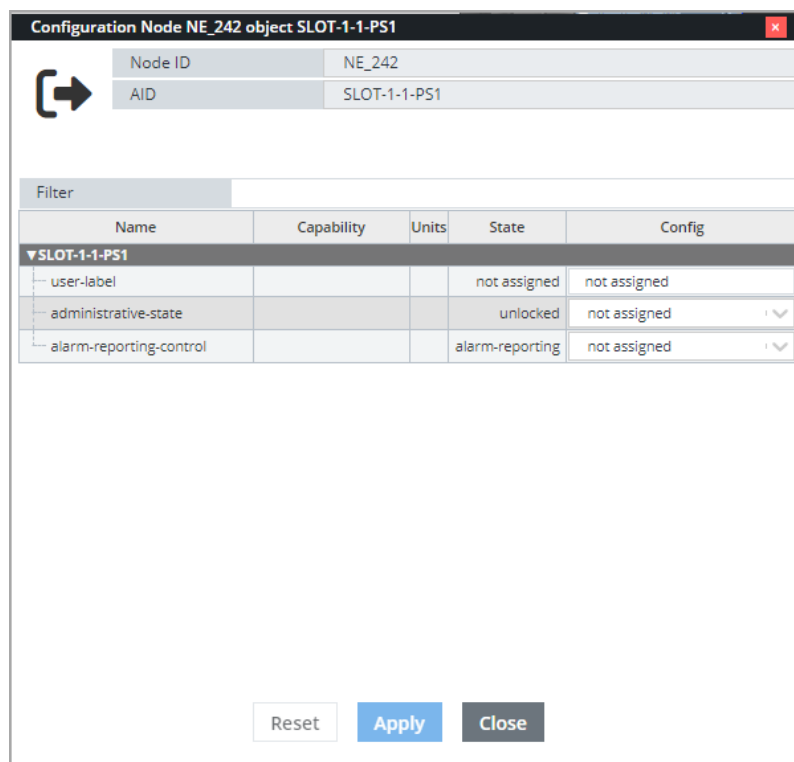 Configuration Node NE_242 object SLOT-1-1-PS1
Node ID NE_242
AID SLOT-1-1-PS1
Filter
Name Capability Units State Config
▼SLOT-1-1-PS1
user-label not assigned not assigned
administrative-state unlocked not assigned
alarm-reporting-control alarm-reporting not assigned
Reset Apply Close